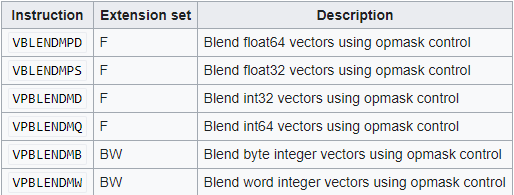 Instruction Extension set Description
VBLENDMPD F Blend float64 vectors using opmask control
VBLENDMPS F Blend float32 vectors using opmask control
VPBLENDMD F Blend int32 vectors using opmask control
VPBLENDMQ F Blend int64 vectors using opmask control
VPBLENDMB BW Blend byte integer vectors using opmask control
VPBLENDMW BW Blend word integer vectors using opmask control